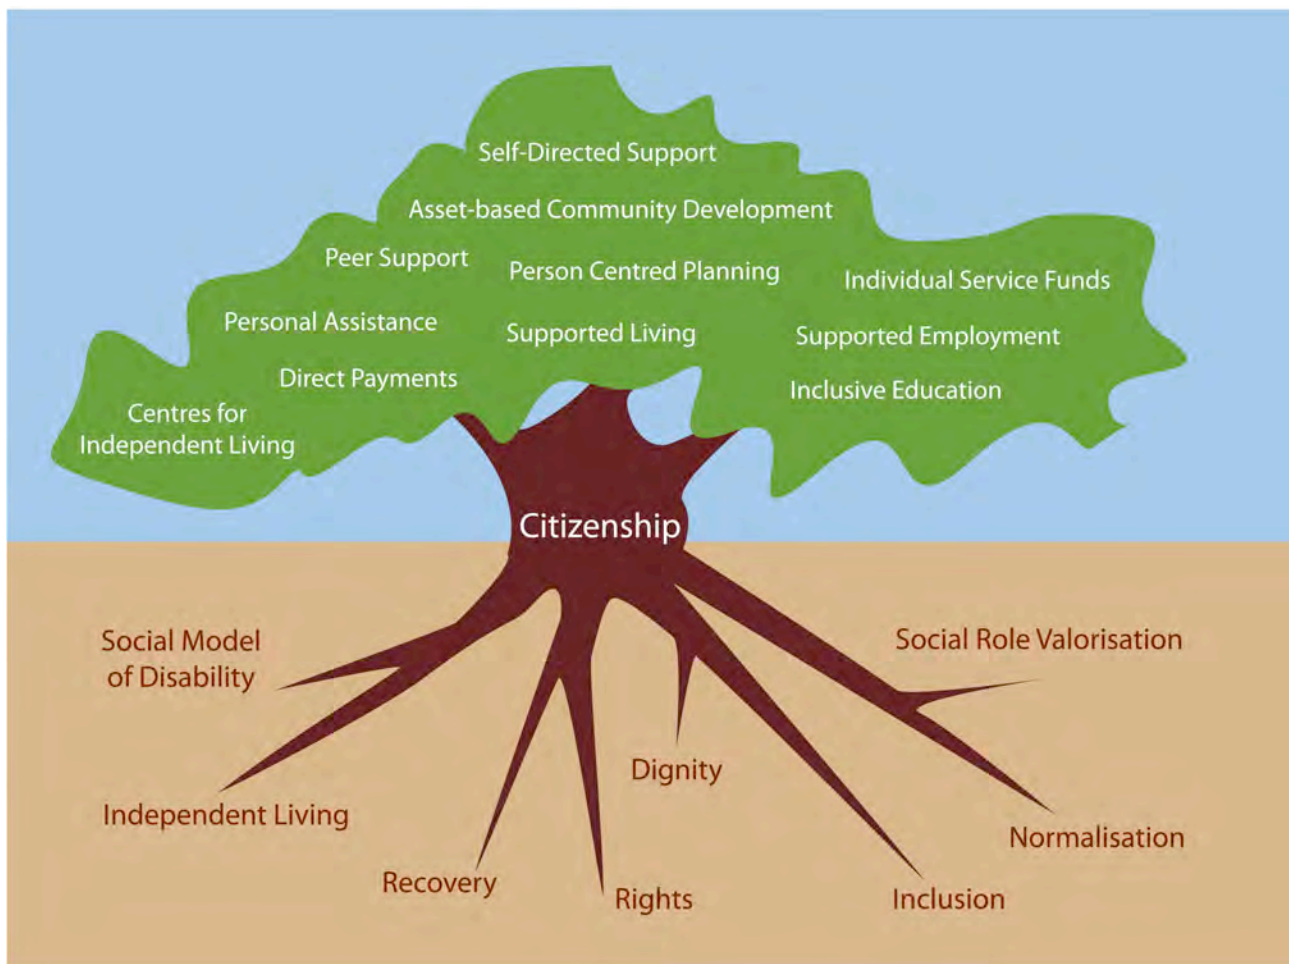 Self-Directed Support
Asset-based Community Development
Peer Support
Person Centred Planning
Individual Service Funds
Personal Assistance
Supported Living
Supported Employment
Direct Payments
Inclusive Education
Centres for
Independent Living
Citizenship
Social Model
of Disability
Social Role Valorisation
Dignity
Independent Living
Normalisation
Recovery
Rights
Inclusion